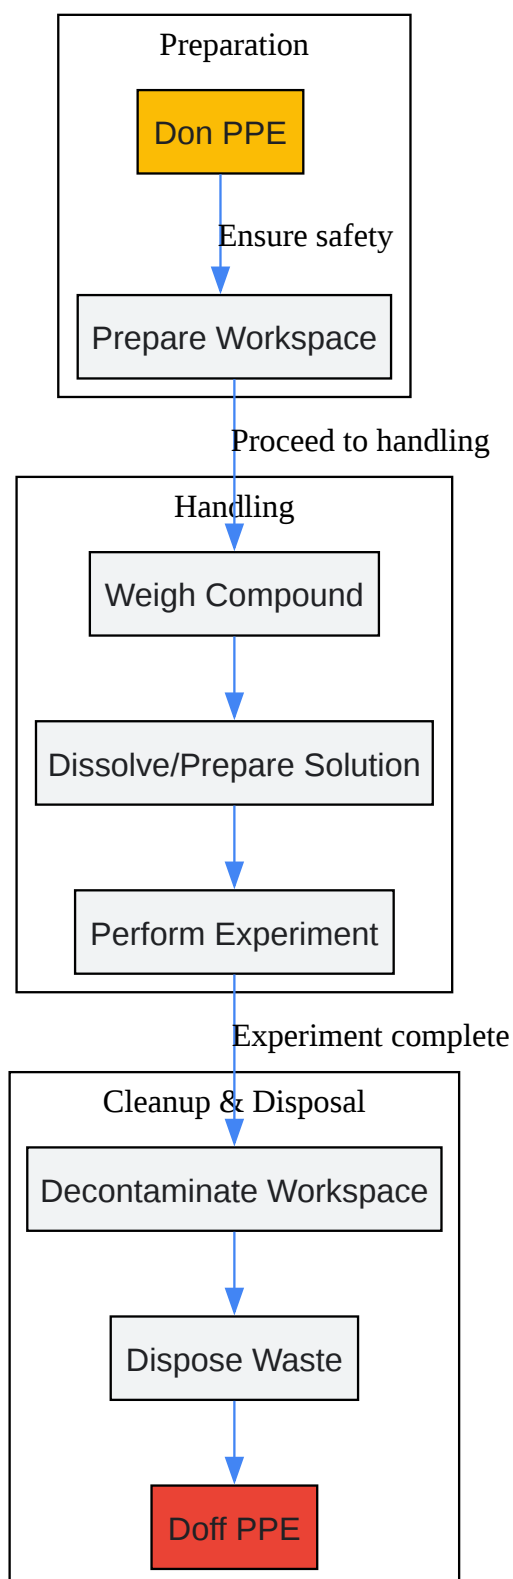 Preparation
Don PPE
Ensure safety
Prepare Workspace
Proceed to handling
Handling
Weigh Compound
Dissolve/Prepare Solution
Perform Experiment
Experiment complete
Cleanup & Disposal
Decontaminate Workspace
Dispose Waste
Doff PPE